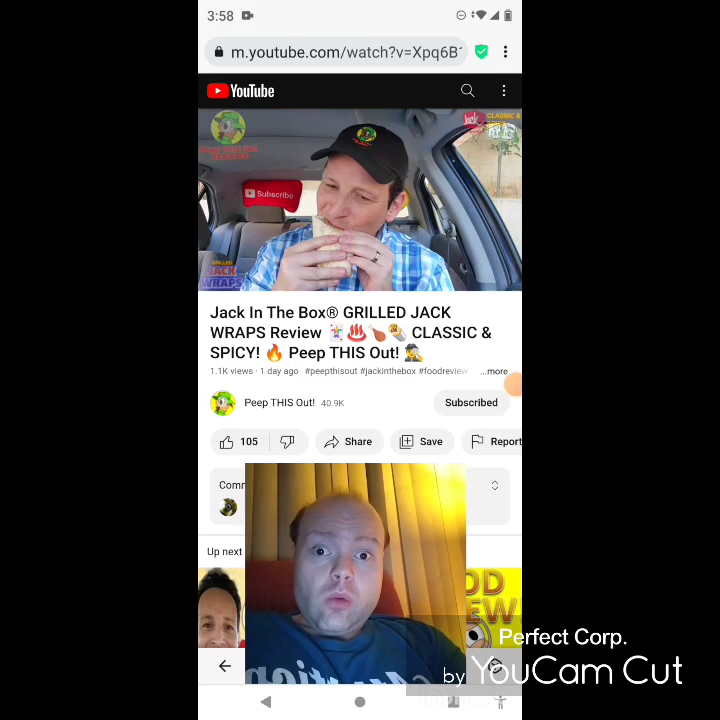 3:58
m.youtube.com/watch?v=Xpq6B
YouTube
Subscribe
CLASSIC &
GRILLED
JACK
WRAPS
Jack In The Box® GRILLED JACK
WRAPS Review 🃏♨️🍗🌯 CLASSIC &
SPICY! 🔥 Peep THIS Out! 🕵️
1.1K views · 1 day ago #peepthisout #jackinthebox #foodreview ...more
Peep THIS Out! 40.9K
Subscribed
105
Share
Save
Report
Comm
Up next
Perfect Corp.
by YouCam Cut